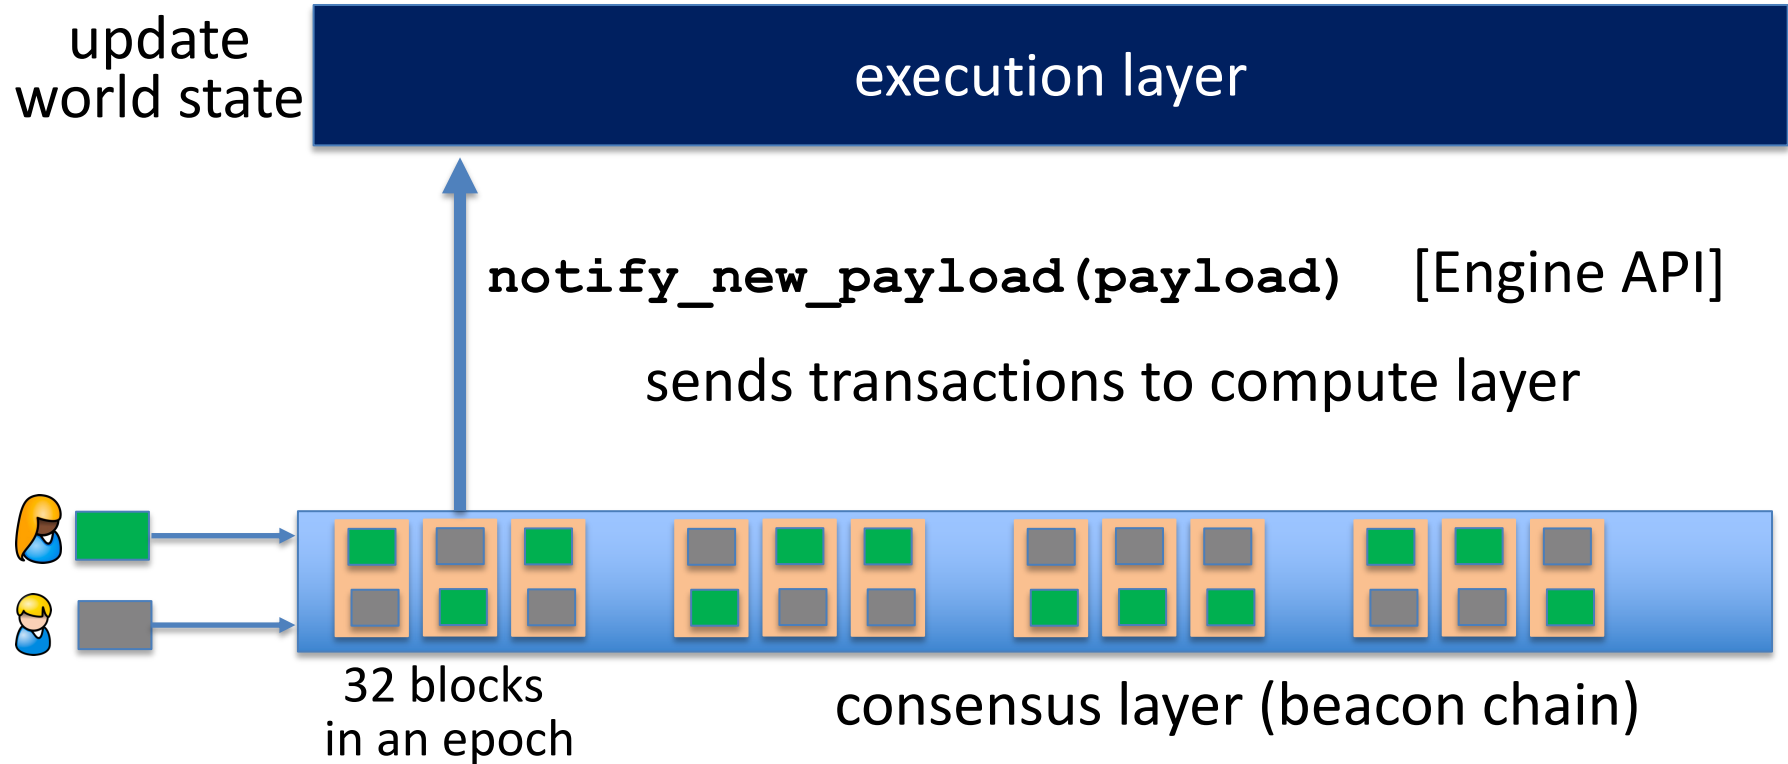 update
world state
execution layer
notify_new_payload(payload) [Engine API]
sends transactions to compute layer
32 blocks
in an epoch
consensus layer (beacon chain)